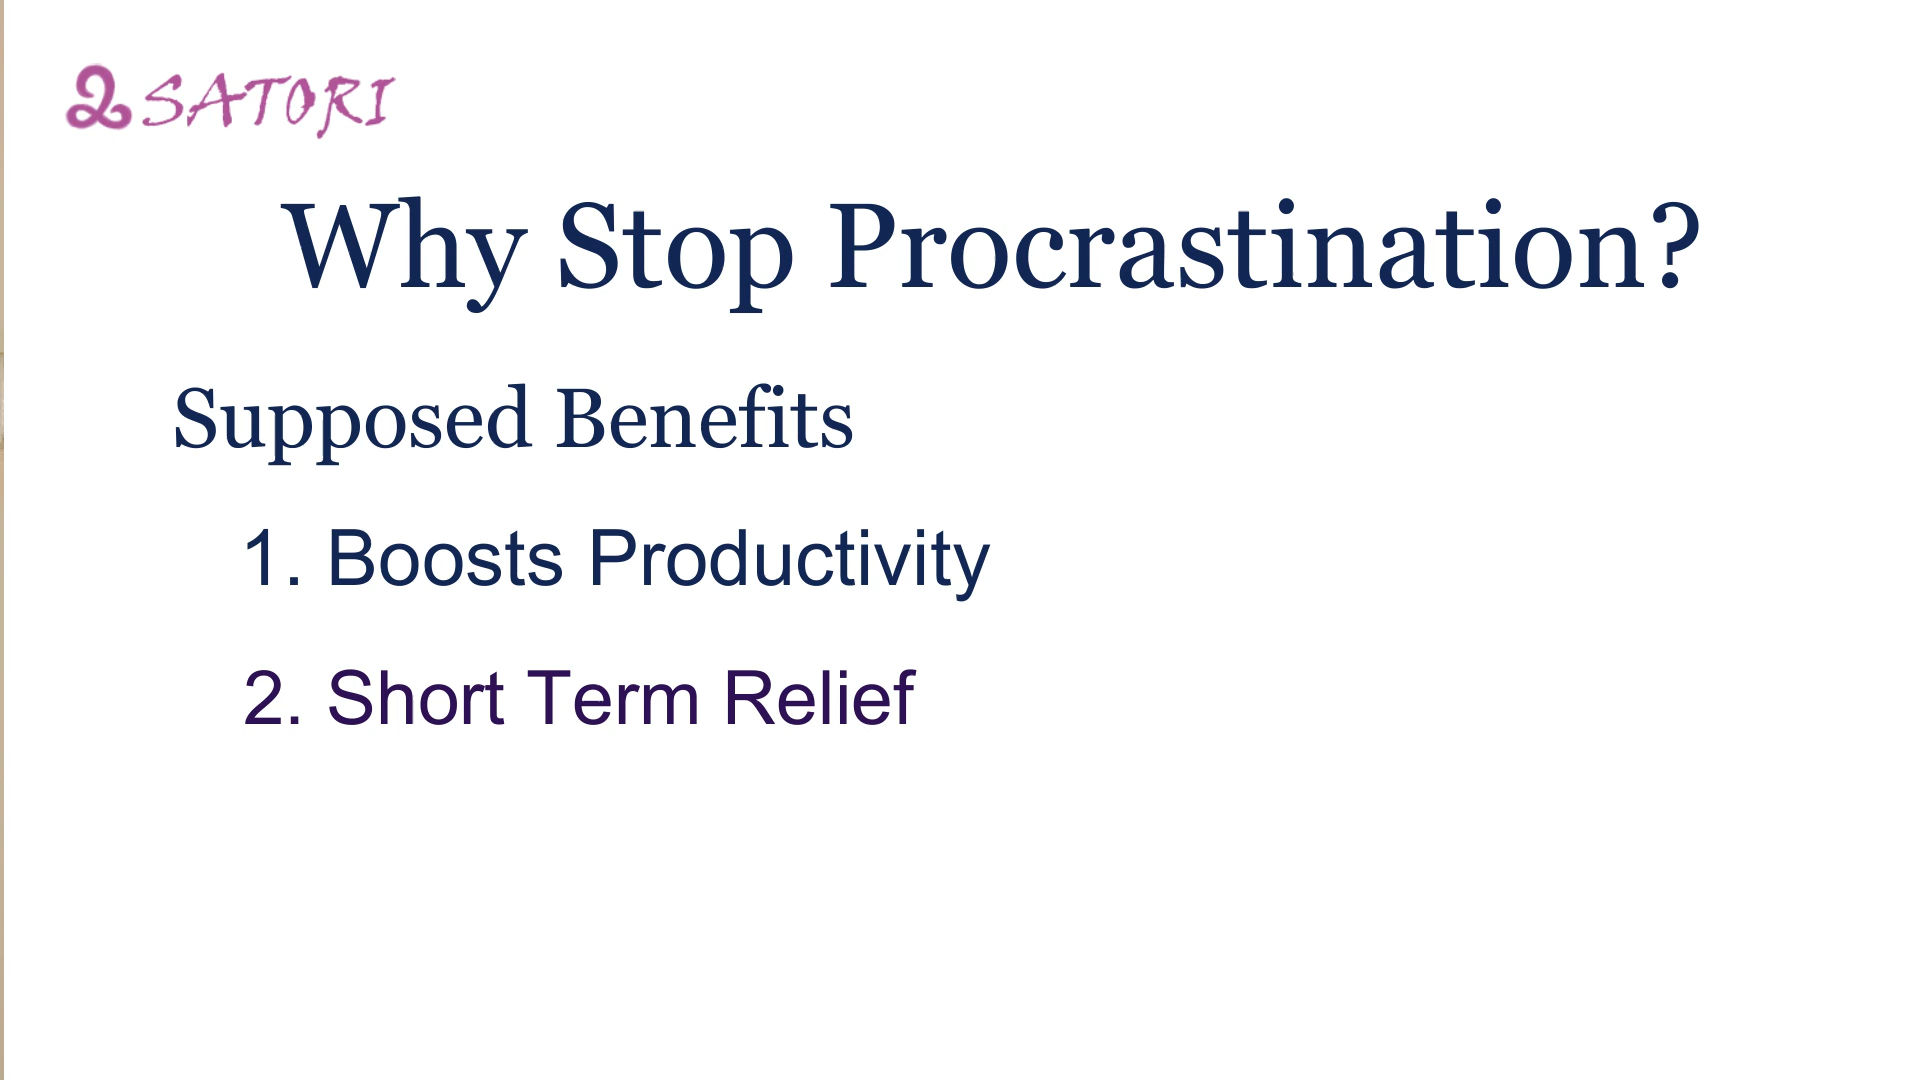 SATORI
Why Stop Procrastination?
Supposed Benefits
1. Boosts Productivity
2. Short Term Relief